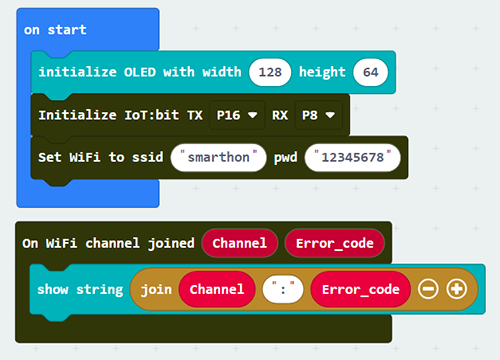 on start
initialize OLED with width 128 height 64
Initialize IoT:bit TX P16 RX P8
Set WiFi to ssid "smarthon" pwd "12345678"
On WiFi channel joined Channel Error_code
show string join Channel ":" Error_code